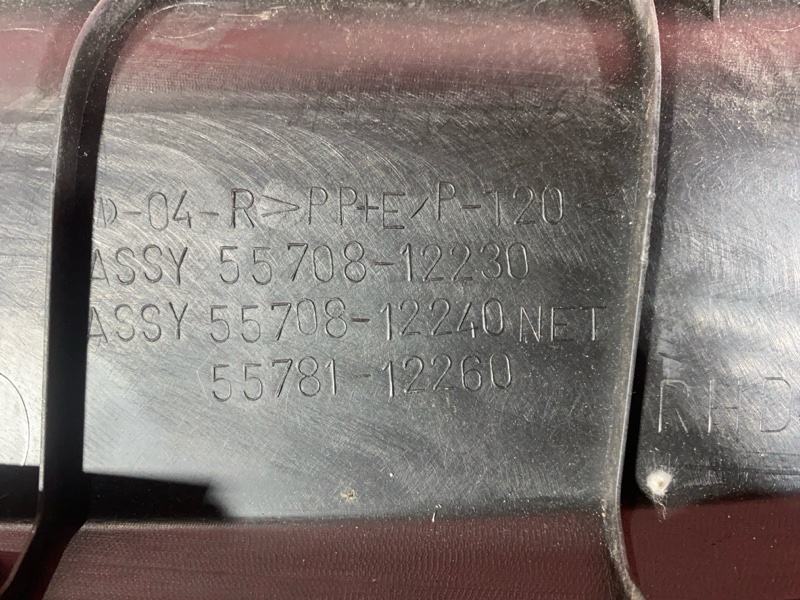 D-04-R>PP+E/P-120<
ASSY 55708-12230
ASSY 55708-12240 NET
55781-12260
RHD